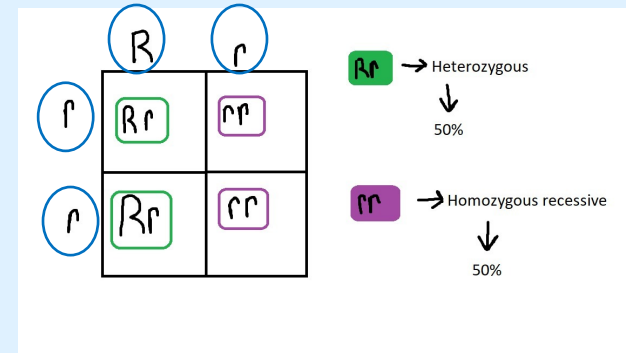 R r
r Rr rr
r Rr rr
Rr → Heterozygous
↓
50%
rr → Homozygous recessive
↓
50%